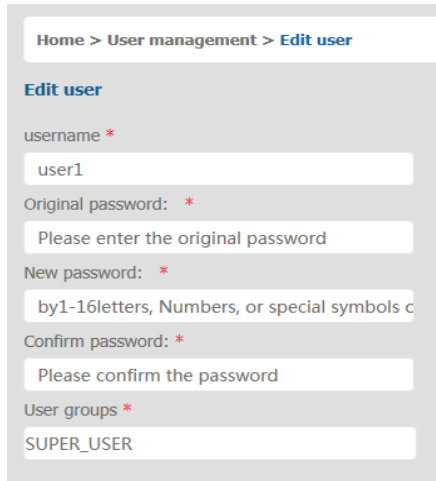 Home > User management > Edit user
Edit user
username *
user1
Original password: *
Please enter the original password
New password: *
by1-16letters, Numbers, or special symbols c
Confirm password: *
Please confirm the password
User groups *
SUPER_USER